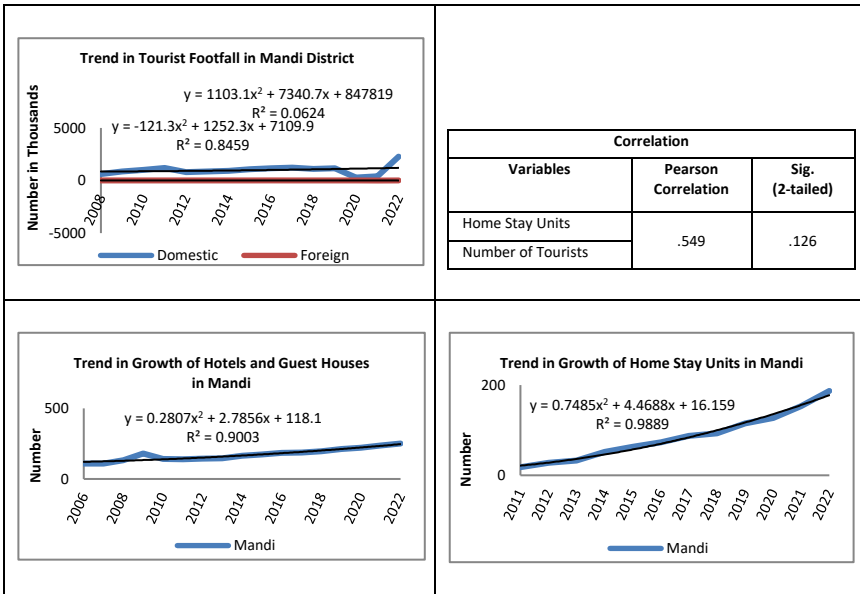 Trend in Tourist Footfall in Mandi District
y = 1103.1x² + 7340.7x + 847819
R² = 0.0624
y = -121.3x² + 1252.3x + 7109.9
R² = 0.8459
Number in Thousands
5000
0
-5000
2008
2010
2012
2014
2016
2018
2020
2022
Domestic
Foreign
Correlation
Variables
Pearson Correlation
Sig. (2-tailed)
Home Stay Units
Number of Tourists
.549
.126
Trend in Growth of Hotels and Guest Houses
in Mandi
y = 0.2807x² + 2.7856x + 118.1
R² = 0.9003
Number
500
0
2006
2008
2010
2012
2014
2016
2018
2020
2022
Mandi
Trend in Growth of Home Stay Units in Mandi
y = 0.7485x² + 4.4688x + 16.159
R² = 0.9889
Number
200
0
2011
2012
2013
2014
2015
2016
2017
2018
2019
2020
2021
2022
Mandi